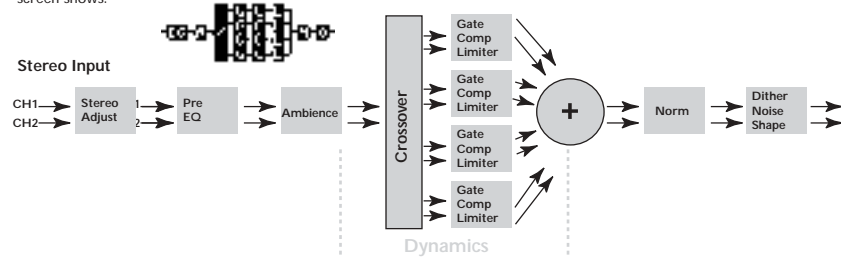 screen shows:
Stereo Input
CH1
CH2
Stereo
Adjust
1
2
Pre
EQ
Ambience
Crossover
Gate
Comp
Limiter
Gate
Comp
Limiter
Gate
Comp
Limiter
Gate
Comp
Limiter
+
Norm
Dither
Noise
Shape
Dynamics